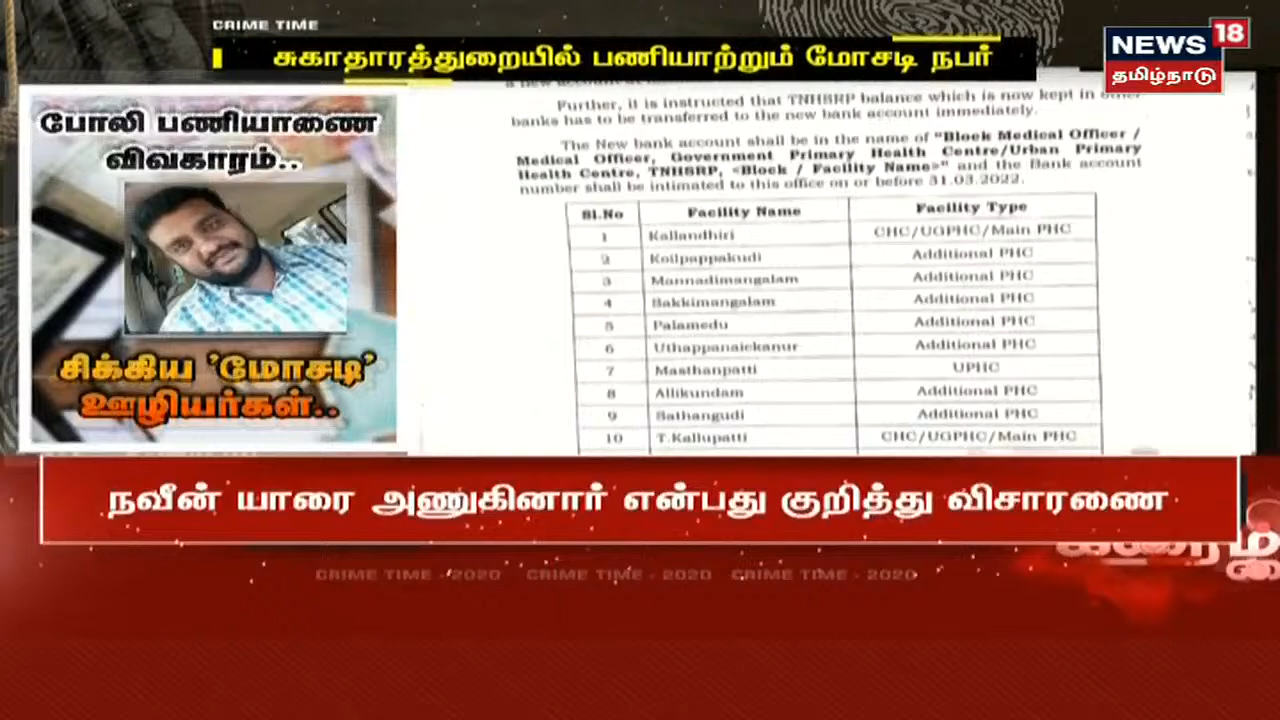 CRIME TIME
சுகாதாரத்துறையில் பணியாற்றும் மோசடி நபர்
NEWS 18
தமிழ்நாடு
போலி பணியாணை
விவகாரம்..
சிக்கிய 'மோசடி'
ஊழியர்கள்..
Further, it is instructed that TNHSRP balance which is now kept in other
banks has to be transferred to the new bank account immediately.
The New bank account shall be in the name of "Block Medical Officer /
Medical Officer, Government Primary Health Centre/Urban Primary
Health Centre, TNHSRP, <Block / Facility Name>" and the Bank account
number shall be intimated to this office on or before 31.03.2022.
Sl.No Facility Name Facility Type
1 Kallandhiri CHC/UGPHC/Main PHC
2 Koilpappakudi Additional PHC
3 Mannadimangalam Additional PHC
4 Sakkimangalam Additional PHC
5 Palamedu Additional PHC
6 Uthappanaickanur Additional PHC
7 Masthanpatti UPHC
8 Allikundam Additional PHC
9 Sathangudi Additional PHC
10 T.Kallupatti CHC/UGPHC/Main PHC
நவீன் யாரை அணுகினார் என்பது குறித்து விசாரணை
CRIME TIME - 2020 CRIME TIME - 2020 CRIME TIME - 2020